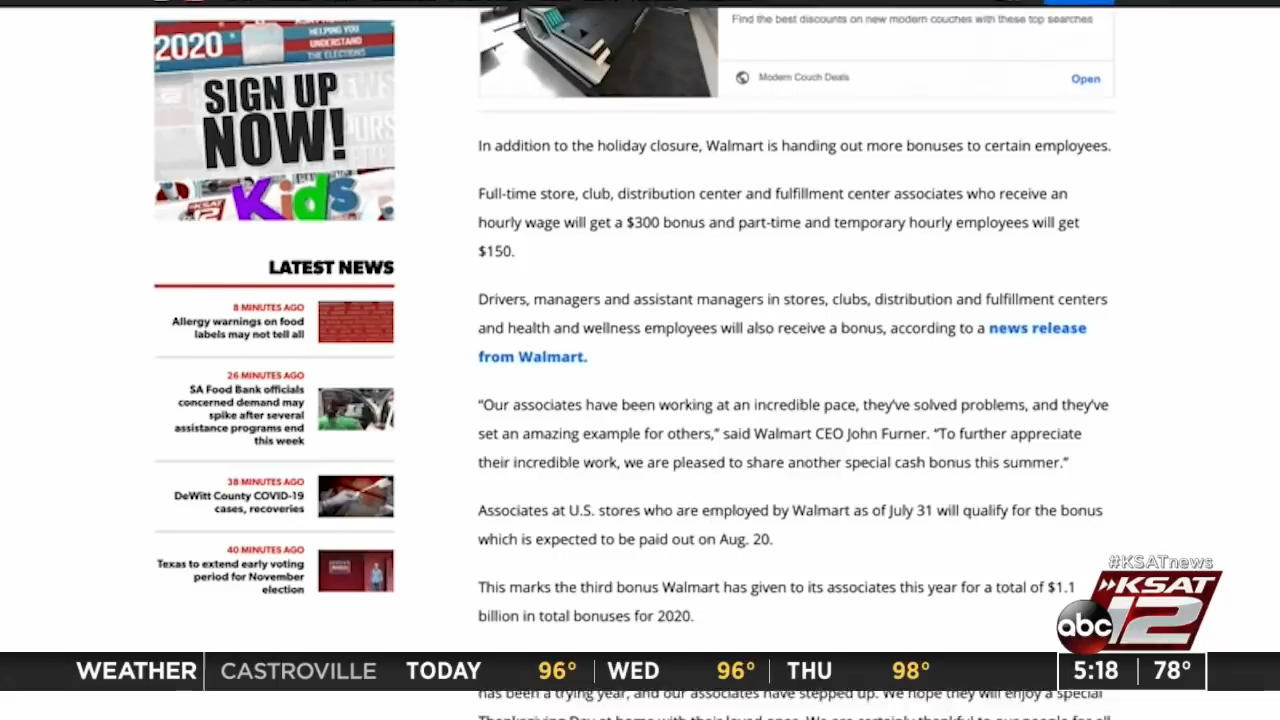 2020
HELPING YOU
UNDERSTAND
THE ELECTIONS
SIGN UP
NOW!
KSAT
12
Kids
LATEST NEWS
8 MINUTES AGO
Allergy warnings on food
labels may not tell all
26 MINUTES AGO
SA Food Bank officials
concerned demand may
spike after several
assistance programs end
this week
38 MINUTES AGO
DeWitt County COVID-19
cases, recoveries
40 MINUTES AGO
Texas to extend early voting
period for November
election
Find the best discounts on new modern couches with these top searches
Modern Couch Deals
Open
In addition to the holiday closure, Walmart is handing out more bonuses to certain employees.
Full-time store, club, distribution center and fulfillment center associates who receive an
hourly wage will get a $300 bonus and part-time and temporary hourly employees will get
$150.
Drivers, managers and assistant managers in stores, clubs, distribution and fulfillment centers
and health and wellness employees will also receive a bonus, according to a news release
from Walmart.
“Our associates have been working at an incredible pace, they’ve solved problems, and they’ve
set an amazing example for others,” said Walmart CEO John Furner. “To further appreciate
their incredible work, we are pleased to share another special cash bonus this summer.”
Associates at U.S. stores who are employed by Walmart as of July 31 will qualify for the bonus
which is expected to be paid out on Aug. 20.
This marks the third bonus Walmart has given to its associates this year for a total of $1.1
billion in total bonuses for 2020.
#KSATnews
KSAT
abc 12
WEATHER CASTROVILLE TODAY 96° WED 96° THU 98° 5:18 78°
has been a trying year, and our associates have stepped up. We hope they will enjoy a special